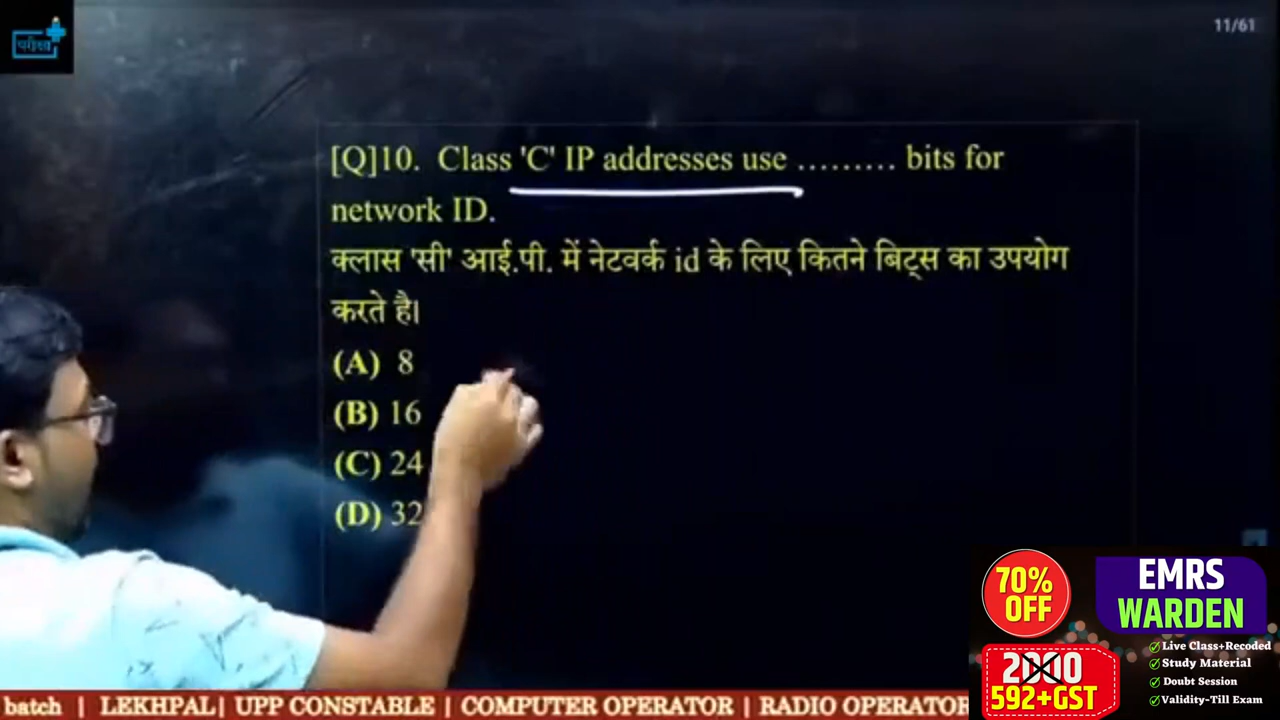 परीक्षा
11/61
[Q]10. Class 'C' IP addresses use ......... bits for
network ID.
क्लास 'सी' आई.पी. में नेटवर्क id के लिए कितने बिट्स का उपयोग
करते है।
(A) 8
(B) 16
(C) 24
(D) 32
70%
OFF
EMRS
WARDEN
2000
592+GST
Live Class+Recoded
Study Material
Doubt Session
Validity-Till Exam
batch | LEKHPAL| UPP CONSTABLE | COMPUTER OPERATOR | RADIO OPERATOR